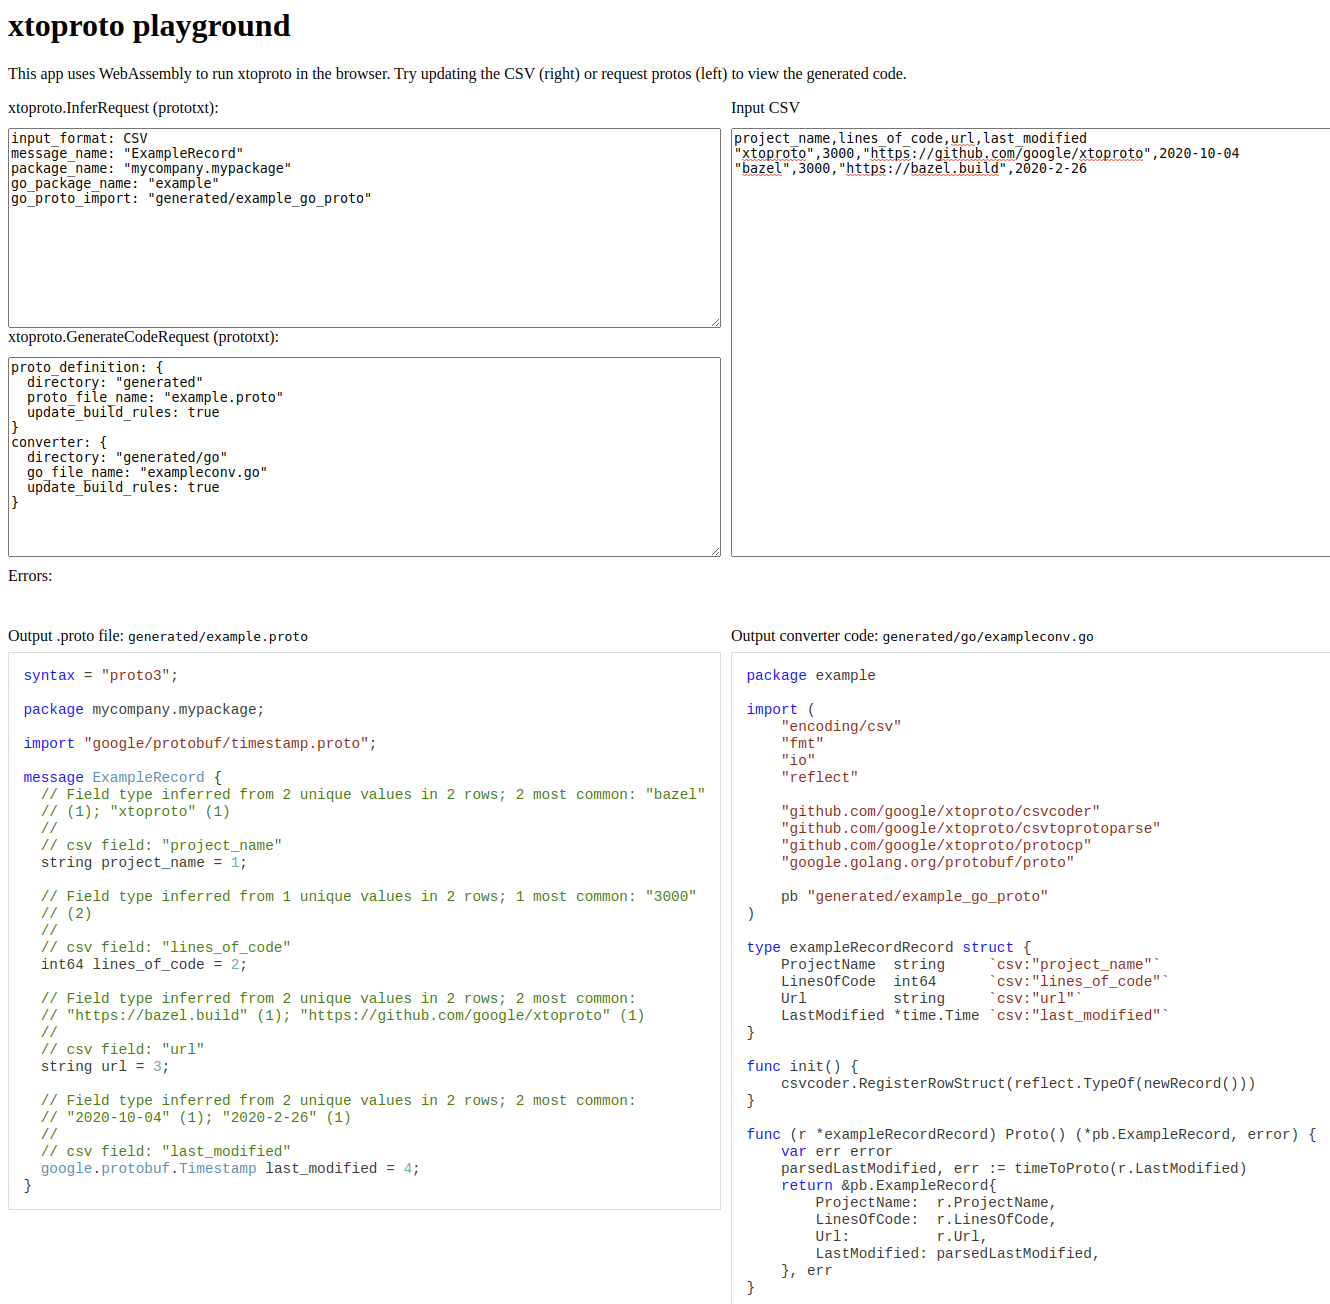 xtoproto playground
This app uses WebAssembly to run xtoproto in the browser. Try updating the CSV (right) or request protos (left) to view the generated code.
xtoproto.InferRequest (prototxt):
input_format: CSV
message_name: "ExampleRecord"
package_name: "mycompany.mypackage"
go_package_name: "example"
go_proto_import: "generated/example_go_proto"
xtoproto.GenerateCodeRequest (prototxt):
proto_definition: {
  directory: "generated"
  proto_file_name: "example.proto"
  update_build_rules: true
}
converter: {
  directory: "generated/go"
  go_file_name: "exampleconv.go"
  update_build_rules: true
}
Input CSV
project_name,lines_of_code,url,last_modified
"xtoproto",3000,"https://github.com/google/xtoproto",2020-10-04
"bazel",3000,"https://bazel.build",2020-2-26
Errors:
Output .proto file: generated/example.proto
syntax = "proto3";
package mycompany.mypackage;
import "google/protobuf/timestamp.proto";
message ExampleRecord {
  // Field type inferred from 2 unique values in 2 rows; 2 most common: "bazel"
  // (1); "xtoproto" (1)
  //
  // csv field: "project_name"
  string project_name = 1;
  // Field type inferred from 1 unique values in 2 rows; 1 most common: "3000"
  // (2)
  //
  // csv field: "lines_of_code"
  int64 lines_of_code = 2;
  // Field type inferred from 2 unique values in 2 rows; 2 most common:
  // "https://bazel.build" (1); "https://github.com/google/xtoproto" (1)
  //
  // csv field: "url"
  string url = 3;
  // Field type inferred from 2 unique values in 2 rows; 2 most common:
  // "2020-10-04" (1); "2020-2-26" (1)
  //
  // csv field: "last_modified"
  google.protobuf.Timestamp last_modified = 4;
}
Output converter code: generated/go/exampleconv.go
package example
import (
    "encoding/csv"
    "fmt"
    "io"
    "reflect"
    "github.com/google/xtoproto/csvcoder"
    "github.com/google/xtoproto/csvtoprotoparse"
    "github.com/google/xtoproto/protocp"
    "google.golang.org/protobuf/proto"
    pb "generated/example_go_proto"
)
type exampleRecordRecord struct {
    ProjectName  string     `csv:"project_name"`
    LinesOfCode  int64      `csv:"lines_of_code"`
    Url          string     `csv:"url"`
    LastModified *time.Time `csv:"last_modified"`
}
func init() {
    csvcoder.RegisterRowStruct(reflect.TypeOf(newRecord()))
}
func (r *exampleRecordRecord) Proto() (*pb.ExampleRecord, error) {
    var err error
    parsedLastModified, err := timeToProto(r.LastModified)
    return &pb.ExampleRecord{
        ProjectName:  r.ProjectName,
        LinesOfCode:  r.LinesOfCode,
        Url:          r.Url,
        LastModified: parsedLastModified,
    }, err
}